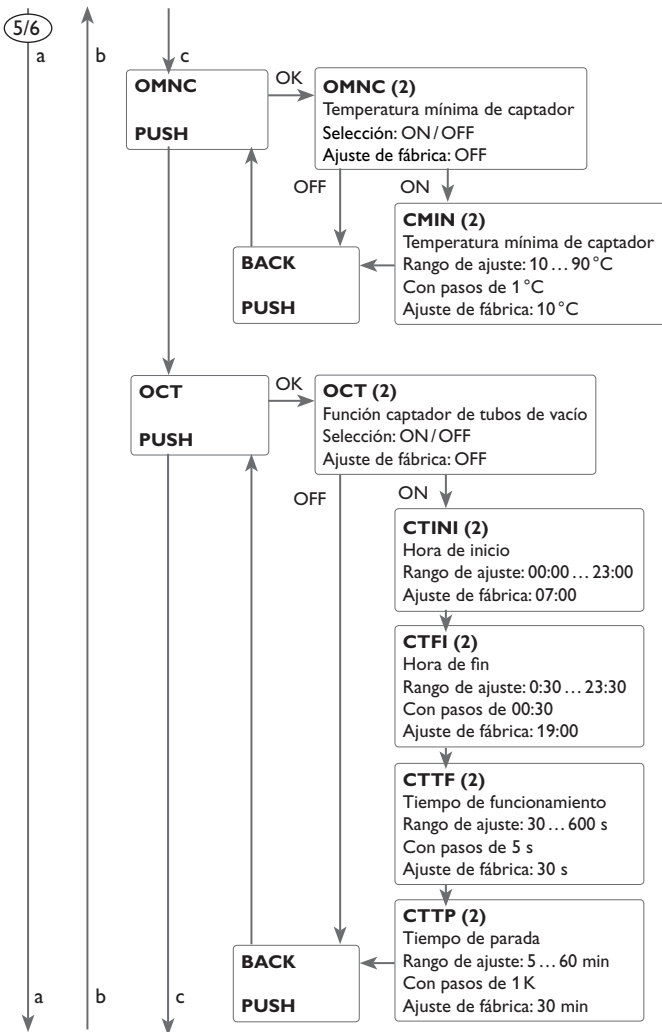 5/6
a
b
c
OMNC
PUSH
OK
OMNC (2)
Temperatura mínima de captador
Selección: ON / OFF
Ajuste de fábrica: OFF
OFF
ON
CMIN (2)
Temperatura mínima de captador
Rango de ajuste: 10 … 90 °C
Con pasos de 1 °C
Ajuste de fábrica: 10 °C
BACK
PUSH
OCT
PUSH
OK
OCT (2)
Función captador de tubos de vacío
Selección: ON / OFF
Ajuste de fábrica: OFF
OFF
ON
CTINI (2)
Hora de inicio
Rango de ajuste: 00:00 … 23:00
Ajuste de fábrica: 07:00
CTFI (2)
Hora de fin
Rango de ajuste: 0:30 … 23:30
Con pasos de 00:30
Ajuste de fábrica: 19:00
CTTF (2)
Tiempo de funcionamiento
Rango de ajuste: 30 … 600 s
Con pasos de 5 s
Ajuste de fábrica: 30 s
CTTP (2)
Tiempo de parada
Rango de ajuste: 5 … 60 min
Con pasos de 1 K
Ajuste de fábrica: 30 min
BACK
PUSH
a
b
c